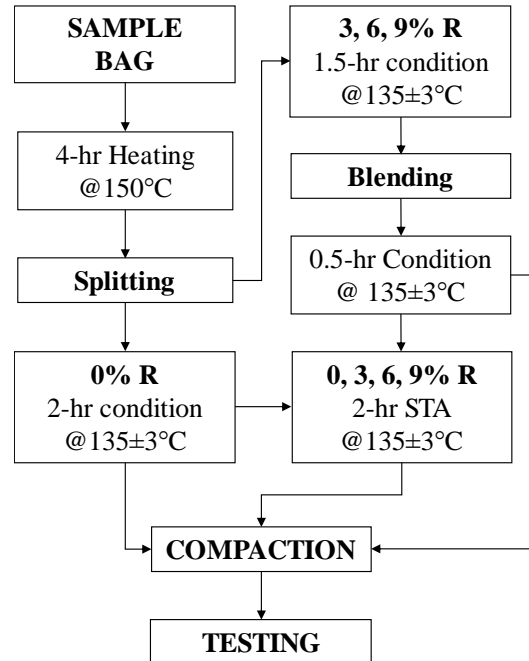 SAMPLE
BAG
4-hr Heating
@150°C
Splitting
0% R
2-hr condition
@135±3°C
3, 6, 9% R
1.5-hr condition
@135±3°C
Blending
0.5-hr Condition
@ 135±3°C
0, 3, 6, 9% R
2-hr STA
@135±3°C
COMPACTION
TESTING